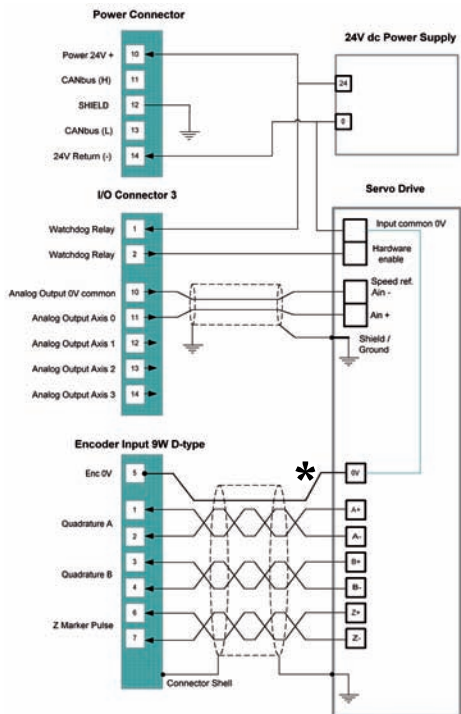 Power Connector
24V dc Power Supply
Power 24V + 10
CANbus (H) 11
SHIELD 12
CANbus (L) 13
24V Return (-) 14
24
0
I/O Connector 3
Servo Drive
Watchdog Relay 1
Watchdog Relay 2
Input common 0V
Hardware
enable
Analog Output 0V common 10
Analog Output Axis 0 11
Analog Output Axis 1 12
Analog Output Axis 2 13
Analog Output Axis 3 14
Speed ref.
Ain -
Ain +
Shield /
Ground
Encoder Input 9W D-type
Enc 0V 5
* 0V
Quadrature A
1
2
A+
A-
Quadrature B
3
4
B+
B-
Z Marker Pulse
6
7
Z+
Z-
Connector Shell